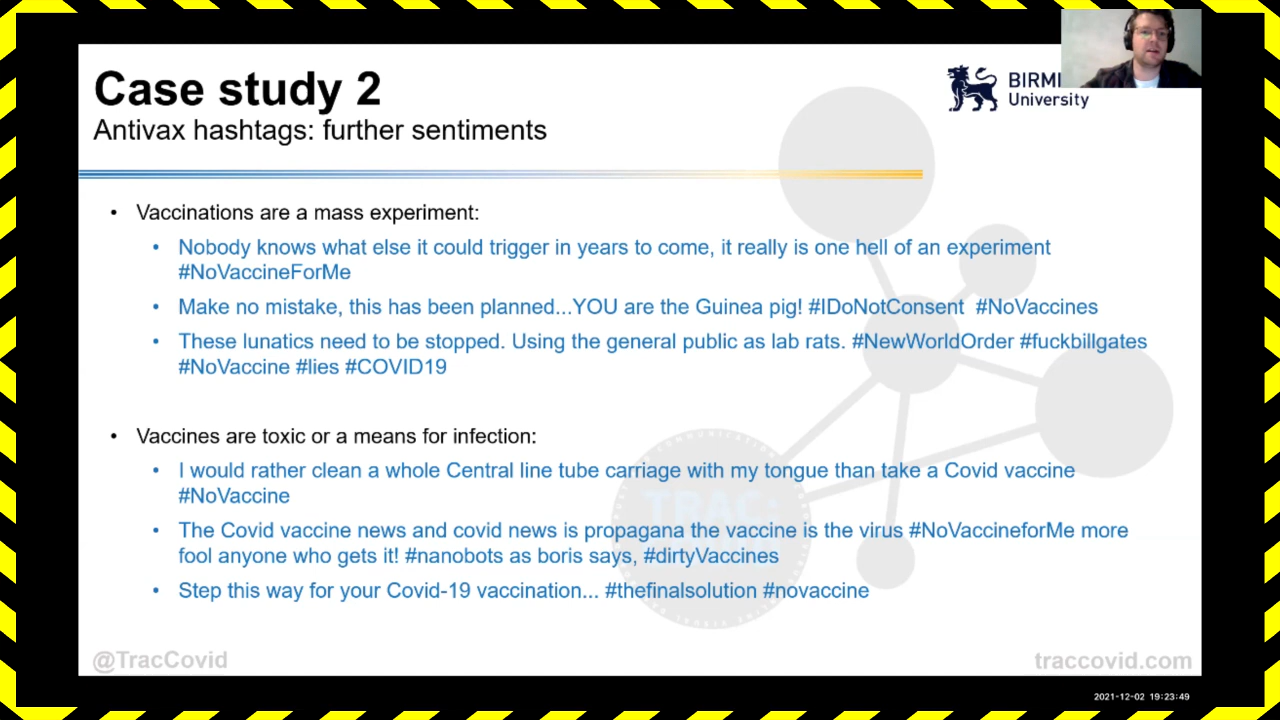 Case study 2
Antivax hashtags: further sentiments
University
• Vaccinations are a mass experiment:
• Nobody knows what else it could trigger in years to come, it really is one hell of an experiment
#NoVaccineForMe
• Make no mistake, this has been planned...YOU are the Guinea pig! #IDoNotConsent #NoVaccines
• These lunatics need to be stopped. Using the general public as lab rats. #NewWorldOrder #fuckbillgates
#NoVaccine #lies #COVID19
• Vaccines are toxic or a means for infection:
• I would rather clean a whole Central line tube carriage with my tongue than take a Covid vaccine
#NoVaccine
• The Covid vaccine news and covid news is propagana the vaccine is the virus #NoVaccineforMe more
fool anyone who gets it! #nanobots as boris says, #dirtyVaccines
• Step this way for your Covid-19 vaccination... #thefinalsolution #novaccine
@TracCovid
traccovid.com
2021-12-02 19:23:49